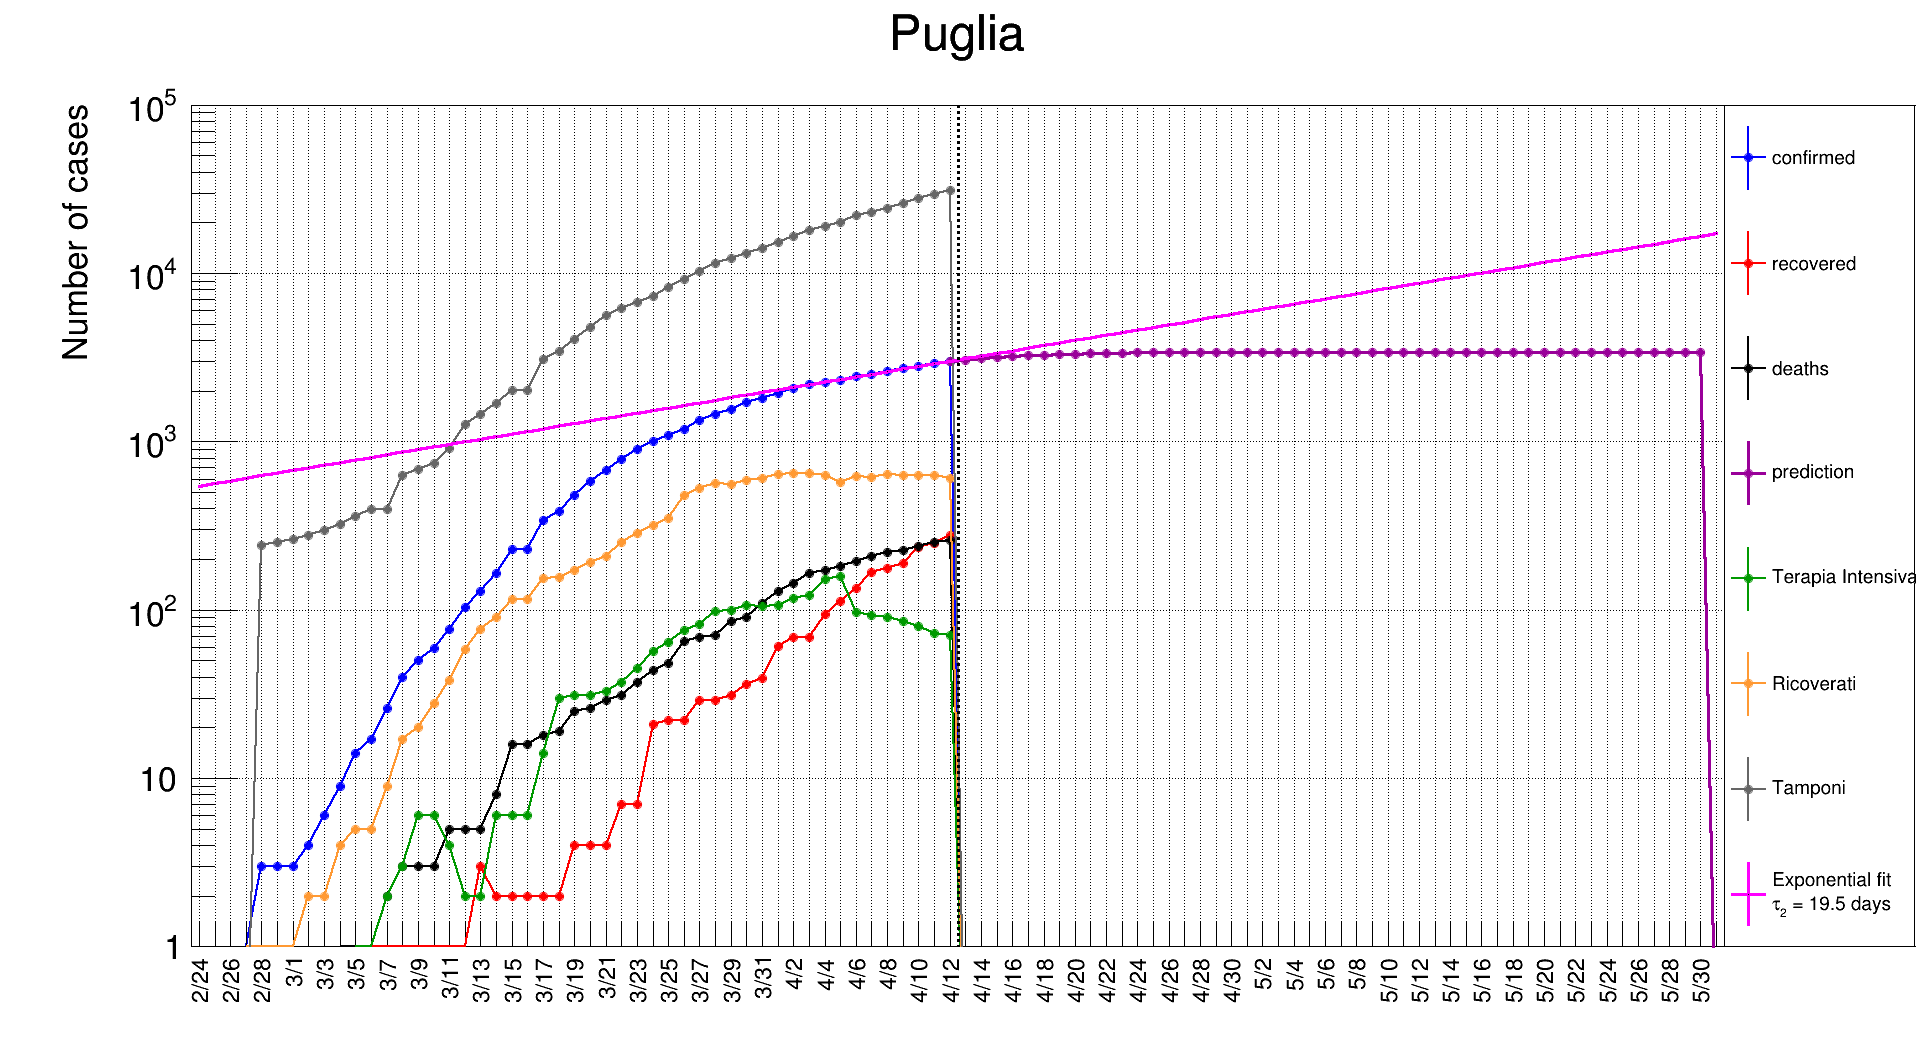 Puglia
Number of cases
10^5
10^4
10^3
10^2
10
1
2/24 2/26 2/28 3/1 3/3 3/5 3/7 3/9 3/11 3/13 3/15 3/17 3/19 3/21 3/23 3/25 3/27 3/29 3/31 4/2 4/4 4/6 4/8 4/10 4/12 4/14 4/16 4/18 4/20 4/22 4/24 4/26 4/28 4/30 5/2 5/4 5/6 5/8 5/10 5/12 5/14 5/16 5/18 5/20 5/22 5/24 5/26 5/28 5/30
confirmed
recovered
deaths
prediction
Terapia Intensiva
Ricoverati
Tamponi
Exponential fit
τ₂ = 19.5 days